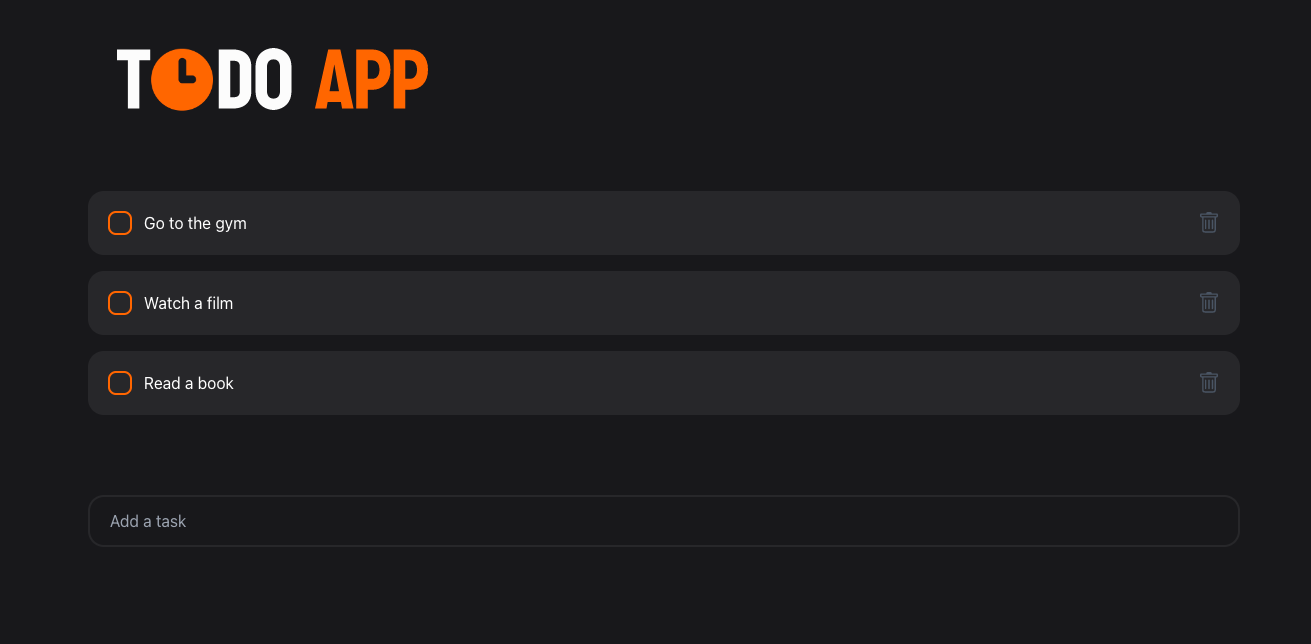 TODO APP
Go to the gym
Watch a film
Read a book
Add a task